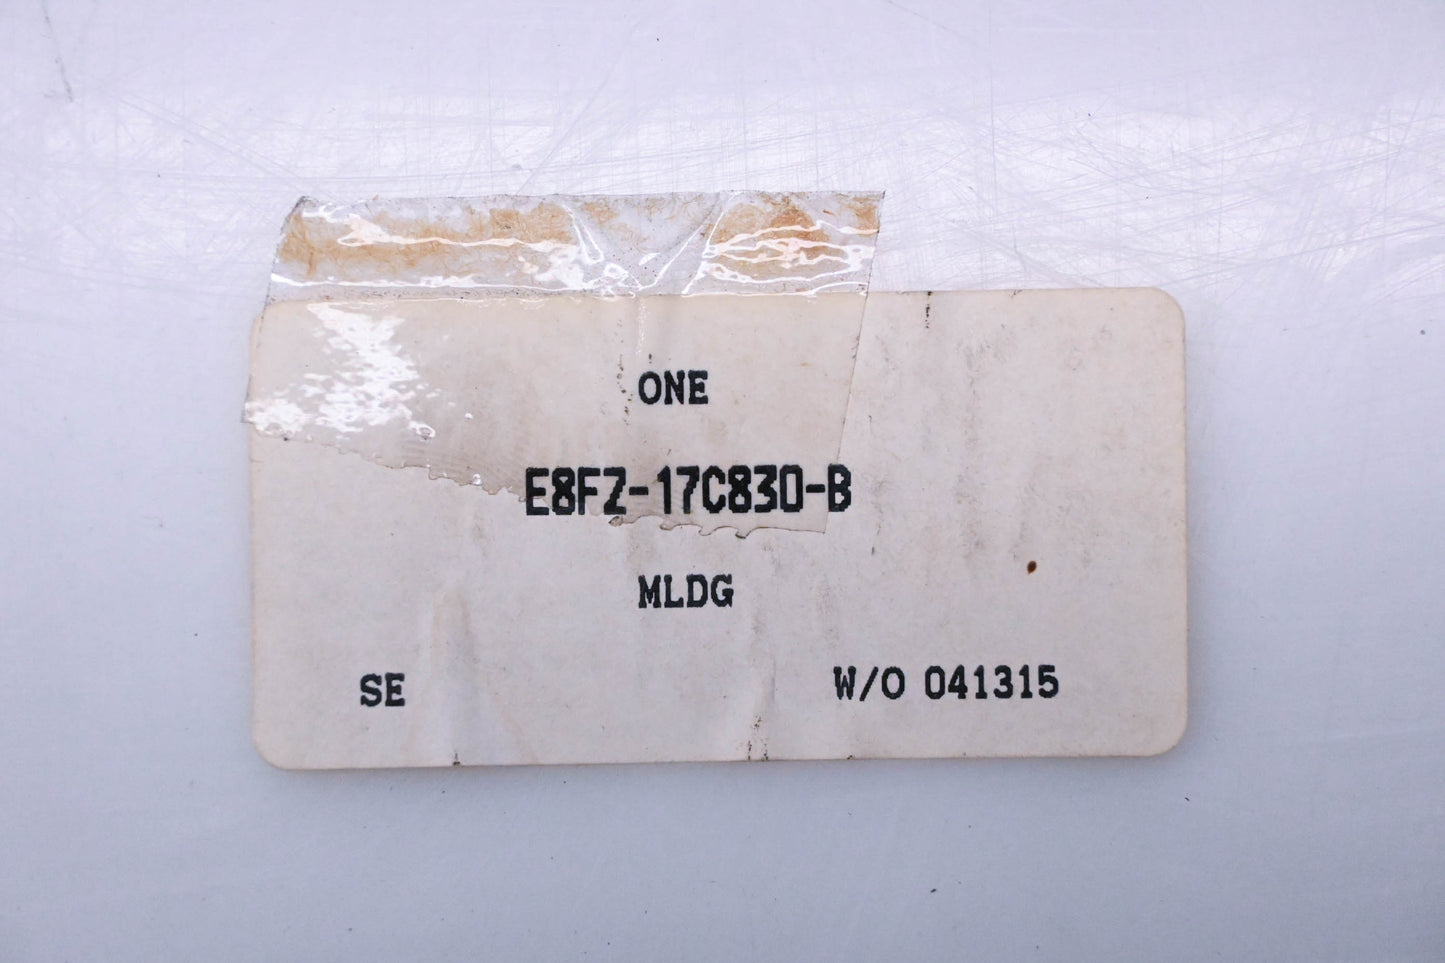 ONE
E8FZ-17C830-B
MLDG
SE W/O 041315